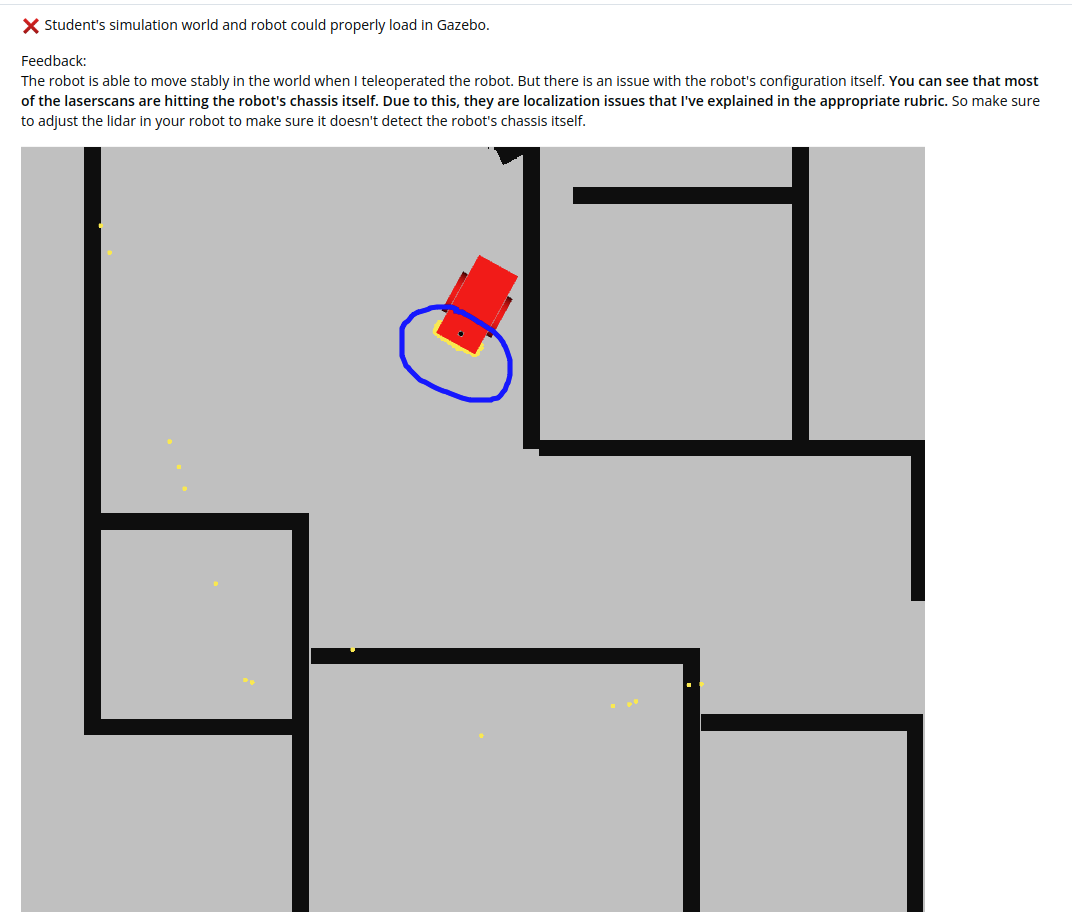 Student's simulation world and robot could properly load in Gazebo.
Feedback:
The robot is able to move stably in the world when I teleoperated the robot. But there is an issue with the robot's configuration itself. You can see that most
of the laserscans are hitting the robot's chassis itself. Due to this, they are localization issues that I've explained in the appropriate rubric. So make sure
to adjust the lidar in your robot to make sure it doesn't detect the robot's chassis itself.